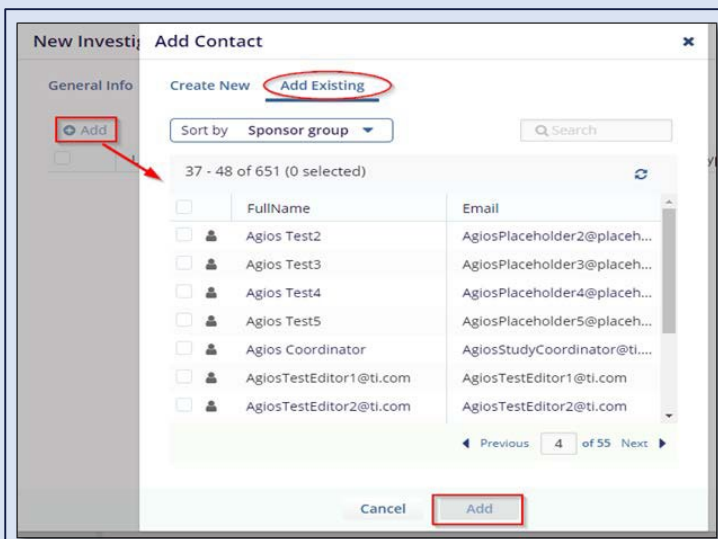 New Investig
Add Contact
General Info
Create New
Add Existing
Add
Sort by Sponsor group
Search
37 - 48 of 651 (0 selected)
FullName Email
Agios Test2 AgiosPlaceholder2@placeh...
Agios Test3 AgiosPlaceholder3@placeh...
Agios Test4 AgiosPlaceholder4@placeh...
Agios Test5 AgiosPlaceholder5@placeh...
Agios Coordinator AgiosStudyCoordinator@ti....
AgiosTestEditor1@ti.com AgiosTestEditor1@ti.com
AgiosTestEditor2@ti.com AgiosTestEditor2@ti.com
Previous 4 of 55 Next
Cancel Add